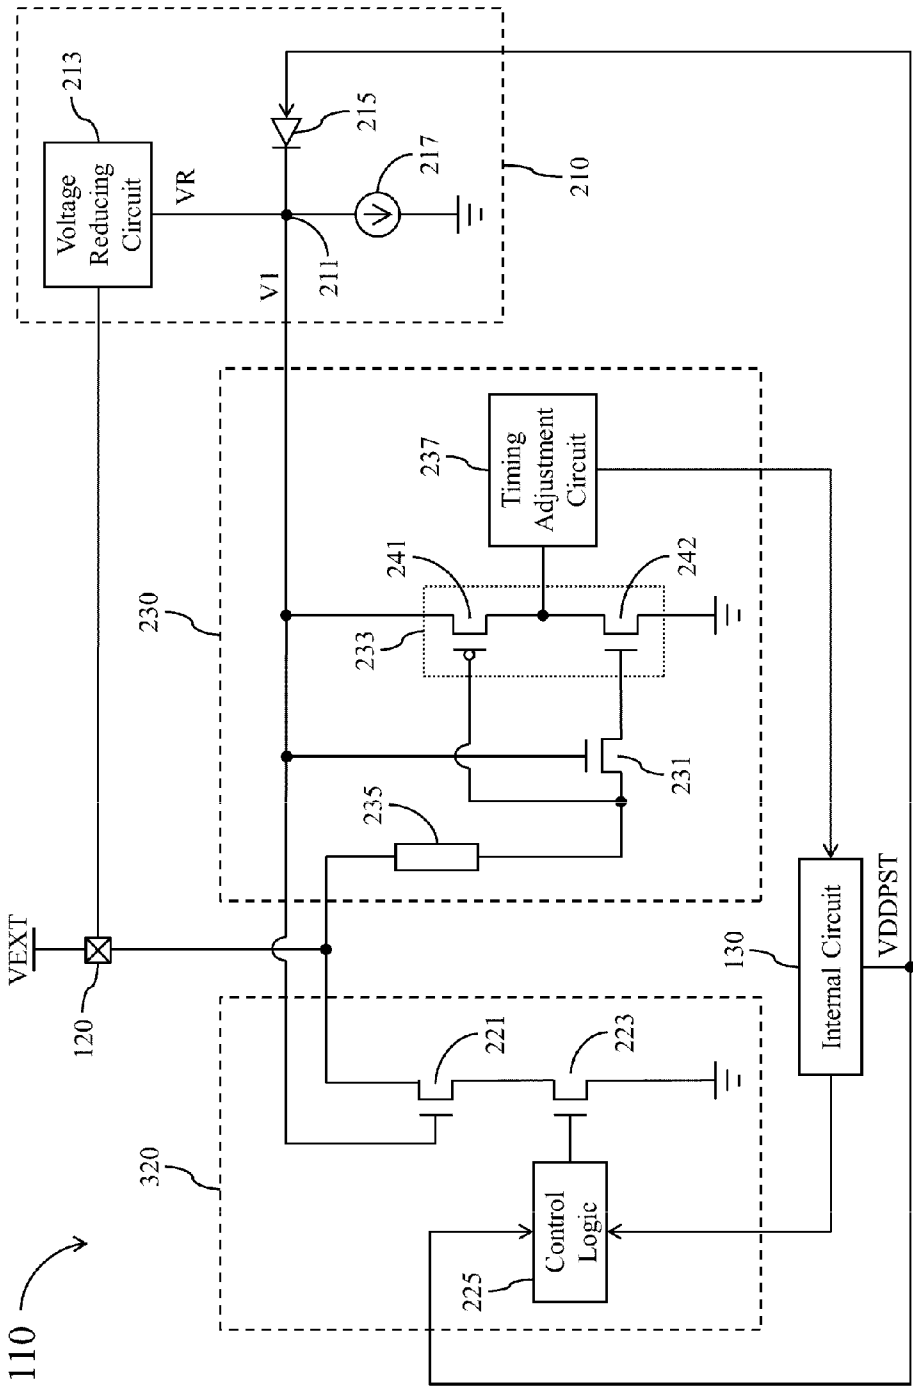 110
VEXT
120
320
221
223
Control
Logic
225
230
235
231
233
241
242
237
Timing
Adjustment
Circuit
V1
211
VR
213
Voltage
Reducing
Circuit
215
217
210
130
Internal Circuit
VDDPST